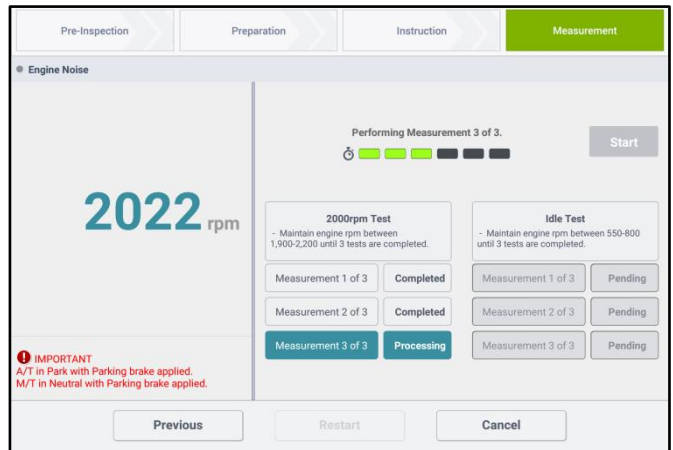 Pre-Inspection
Preparation
Instruction
Measurement
Engine Noise
2022 rpm
IMPORTANT
A/T in Park with Parking brake applied.
M/T in Neutral with Parking brake applied.
Performing Measurement 3 of 3.
Start
2000rpm Test
- Maintain engine rpm between
1,900-2,200 until 3 tests are completed.
Measurement 1 of 3 Completed
Measurement 2 of 3 Completed
Measurement 3 of 3 Processing
Idle Test
- Maintain engine rpm between 550-800
until 3 tests are completed.
Measurement 1 of 3 Pending
Measurement 2 of 3 Pending
Measurement 3 of 3 Pending
Previous
Restart
Cancel